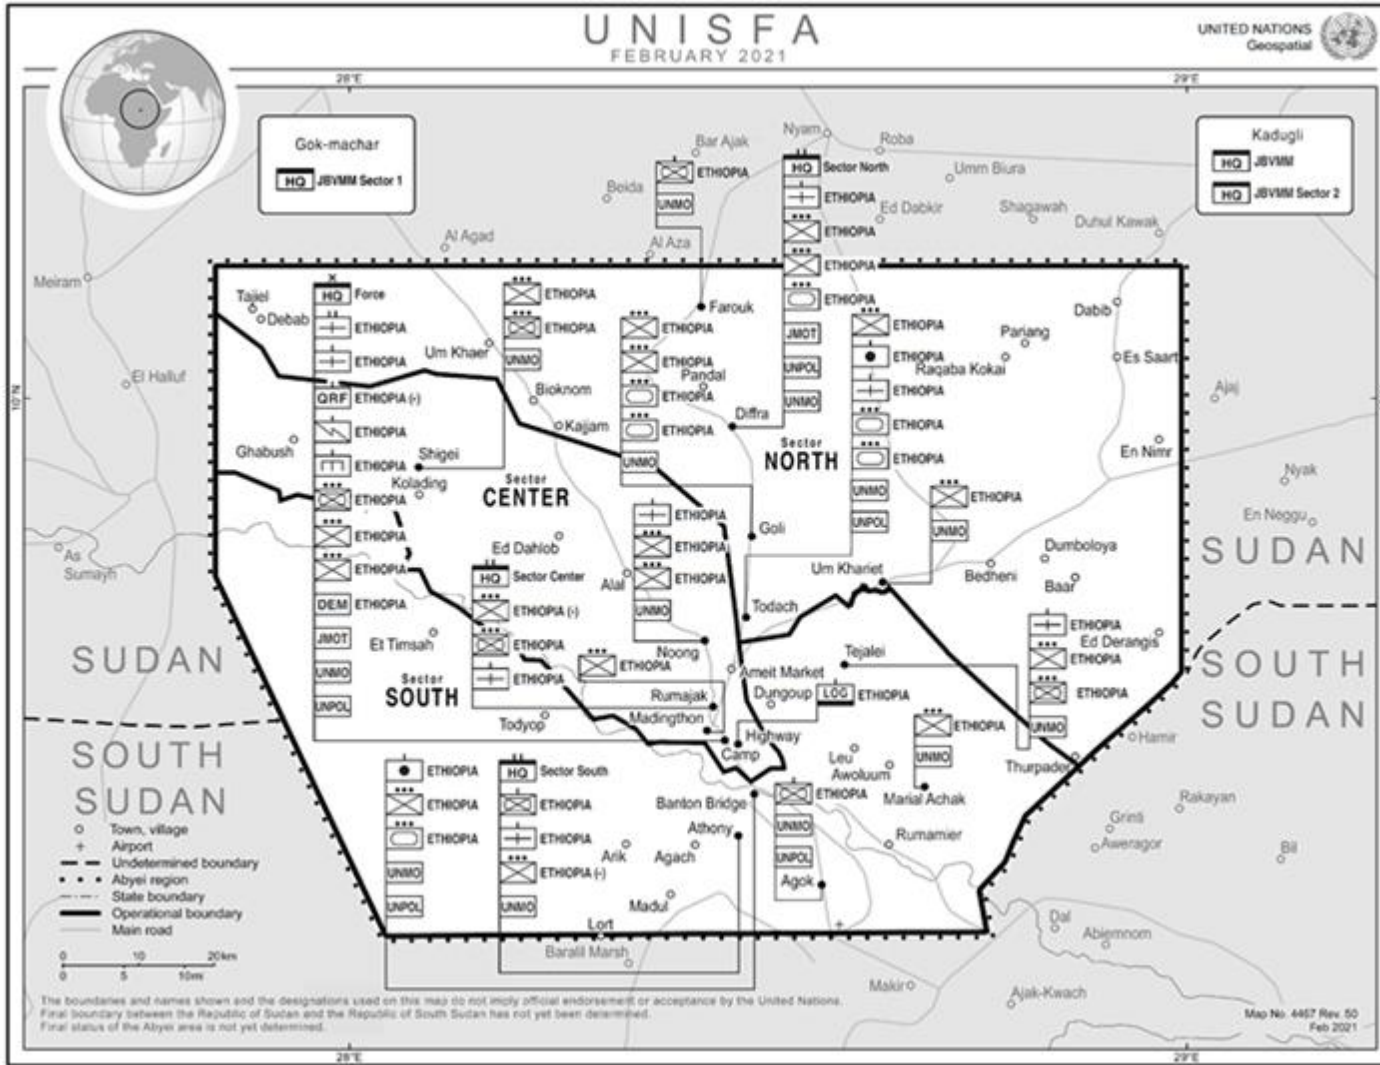 UNISFA
FEBRUARY 2021
UNITED NATIONS
Geospatial
28°E
29°E
Gok-machar
HQ JBVMM Sector 1
Kadugli
HQ JBVMM
HQ JBVMM Sector 2
Nyam
Roba
Bar Ajak
ETHIOPIA
UNMO
Beida
Umm Biura
Ed Dabkir
Shagawah
Duhul Kawak
Al Agad
Al Aza
Meiram
HQ Sector North
ETHIOPIA
ETHIOPIA
ETHIOPIA
ETHIOPIA
JMOT
UNPOL
UNMO
Tajiel
Debab
HQ Force
ETHIOPIA
ETHIOPIA
QRF ETHIOPIA (-)
ETHIOPIA
ETHIOPIA
ETHIOPIA
ETHIOPIA
ETHIOPIA
DEM ETHIOPIA
JMOT
UNMO
UNPOL
ETHIOPIA
ETHIOPIA
UNMO
Um Khaer
Bioknom
Kajjam
ETHIOPIA
ETHIOPIA
Pandal
ETHIOPIA
ETHIOPIA
UNMO
Farouk
Diffra
Sector
NORTH
ETHIOPIA
ETHIOPIA
ETHIOPIA
ETHIOPIA
ETHIOPIA
UNMO
UNPOL
Pariang
Raqaba Kokai
Dabib
Es Saart
El Halluf
10°N
Ajaj
Ghabush
Shigei
Kolading
Sector
CENTER
En Nimr
Nyak
En Neggu
ETHIOPIA
UNMO
ETHIOPIA
ETHIOPIA
ETHIOPIA
UNMO
Goli
As
Sumayh
Ed Dahlob
Alal
Um Khariet
Bedheni
Dumboloya
Baar
SUDAN
HQ Sector Center
ETHIOPIA (-)
ETHIOPIA
ETHIOPIA
Todach
Et Timsah
Noong
ETHIOPIA
Ameit Market
Tejalei
ETHIOPIA
Ed Derangis
ETHIOPIA
ETHIOPIA
UNMO
SUDAN
SOUTH
SUDAN
Sector
SOUTH
Rumajak
Dungoup
LOG ETHIOPIA
Todyop
Madingthon
Highway
Camp
ETHIOPIA
UNMO
Hamir
SOUTH
SUDAN
Leu
Awoluum
Thurpader
Marial Achak
ETHIOPIA
ETHIOPIA
ETHIOPIA
UNMO
UNPOL
HQ Sector South
ETHIOPIA
ETHIOPIA
ETHIOPIA (-)
UNMO
Banton Bridge
Athony
ETHIOPIA
UNMO
UNPOL
Agok
Rumamier
Rakayan
Grinti
Aweragor
Bil
Arik
Agach
Madul
Lort
Baralil Marsh
Dal
Abiemnom
Makir
Ajak-Kwach
Town, village
Airport
Undetermined boundary
Abyei region
State boundary
Operational boundary
Main road
0 10 20 km
0 5 10 mi
The boundaries and names shown and the designations used on this map do not imply official endorsement or acceptance by the United Nations.
Final boundary between the Republic of Sudan and the Republic of South Sudan has not yet been determined.
Final status of the Abyei area is not yet determined.
Map No. 4467 Rev. 50
Feb 2021
28°E
29°E